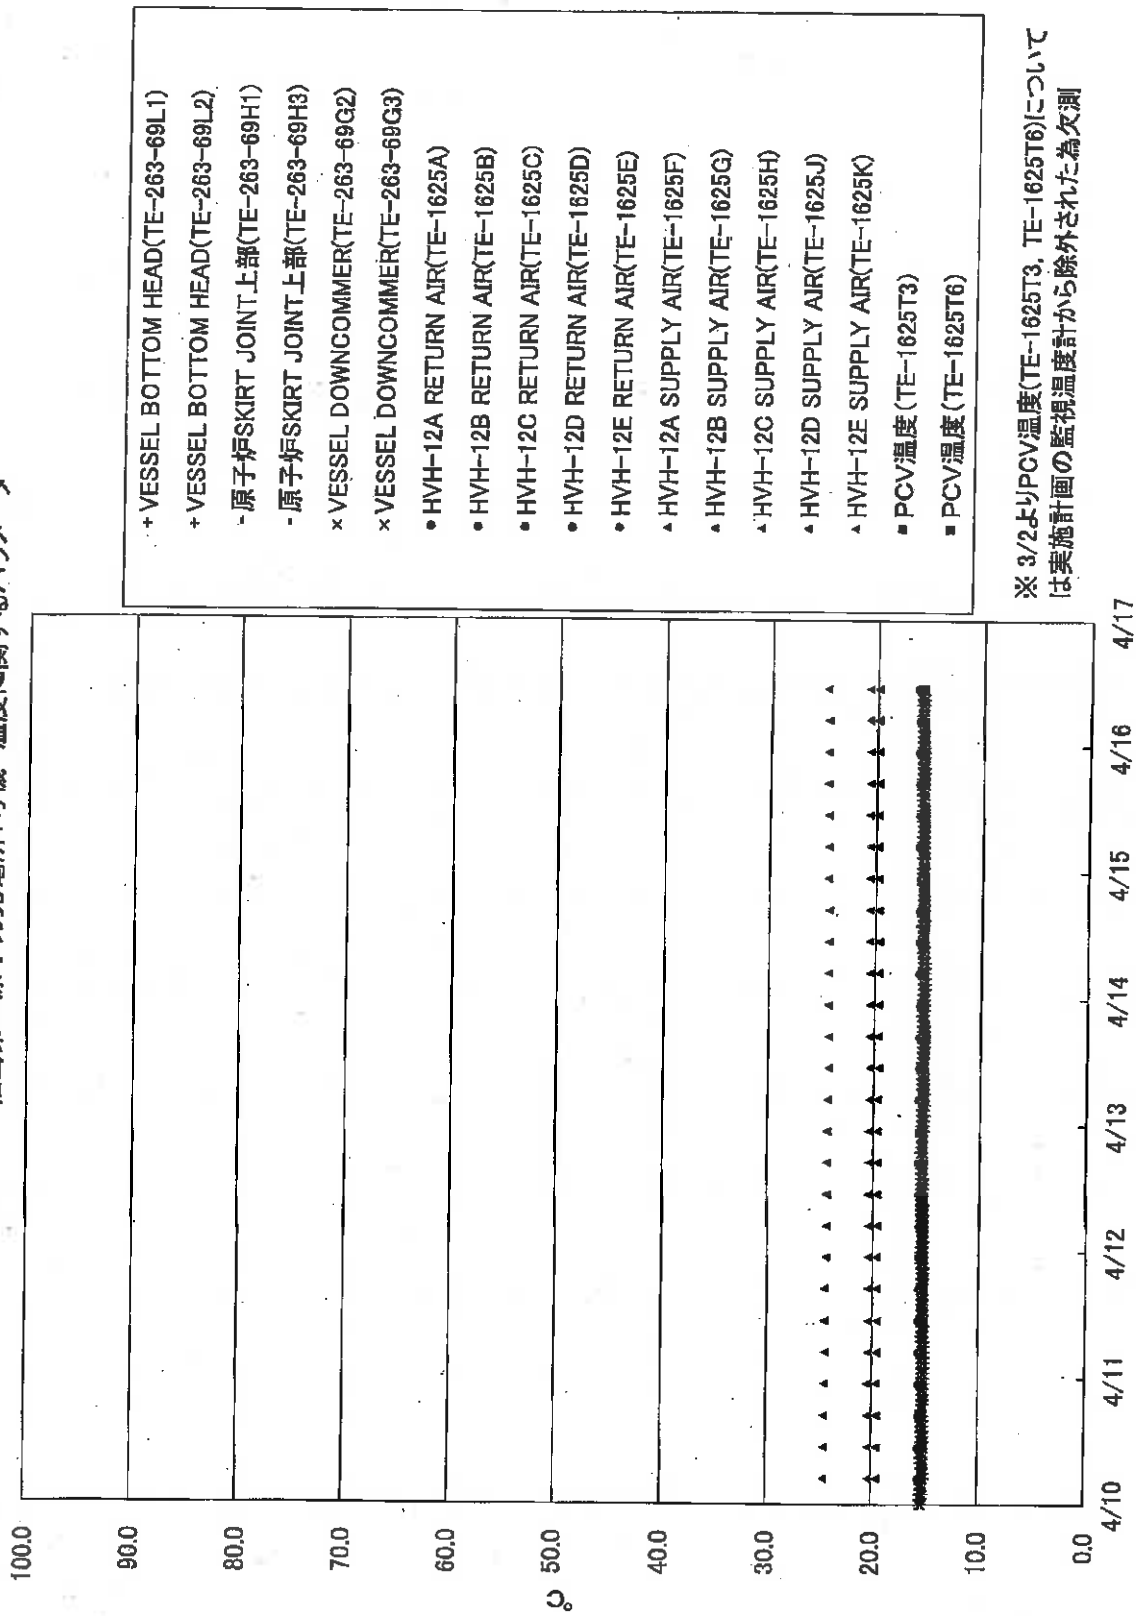 100.0
90.0
80.0
70.0
60.0
50.0
40.0
30.0
20.0
10.0
0.0
℃
4/10
4/11
4/12
4/13
4/14
4/15
4/16
4/17
+ VESSEL BOTTOM HEAD(TE-263-69L1)
+ VESSEL BOTTOM HEAD(TE-263-69L2)
- 原子炉SKIRT JOINT上部(TE-263-69H1)
- 原子炉SKIRT JOINT上部(TE-263-69H3)
× VESSEL DOWNCOMMER(TE-263-69G2)
× VESSEL DOWNCOMMER(TE-263-69G3)
● HVH-12A RETURN AIR(TE-1625A)
● HVH-12B RETURN AIR(TE-1625B)
● HVH-12C RETURN AIR(TE-1625C)
● HVH-12D RETURN AIR(TE-1625D)
● HVH-12E RETURN AIR(TE-1625E)
▲ HVH-12A SUPPLY AIR(TE-1625F)
▲ HVH-12B SUPPLY AIR(TE-1625G)
▲ HVH-12C SUPPLY AIR(TE-1625H)
▲ HVH-12D SUPPLY AIR(TE-1625J)
▲ HVH-12E SUPPLY AIR(TE-1625K)
■ PCV温度(TE-1625T3)
■ PCV温度(TE-1625T6)
※ 3/2よりPCV温度(TE-1625T3, TE-1625T6)について
は実施計画の監視温度計から除外された為欠測